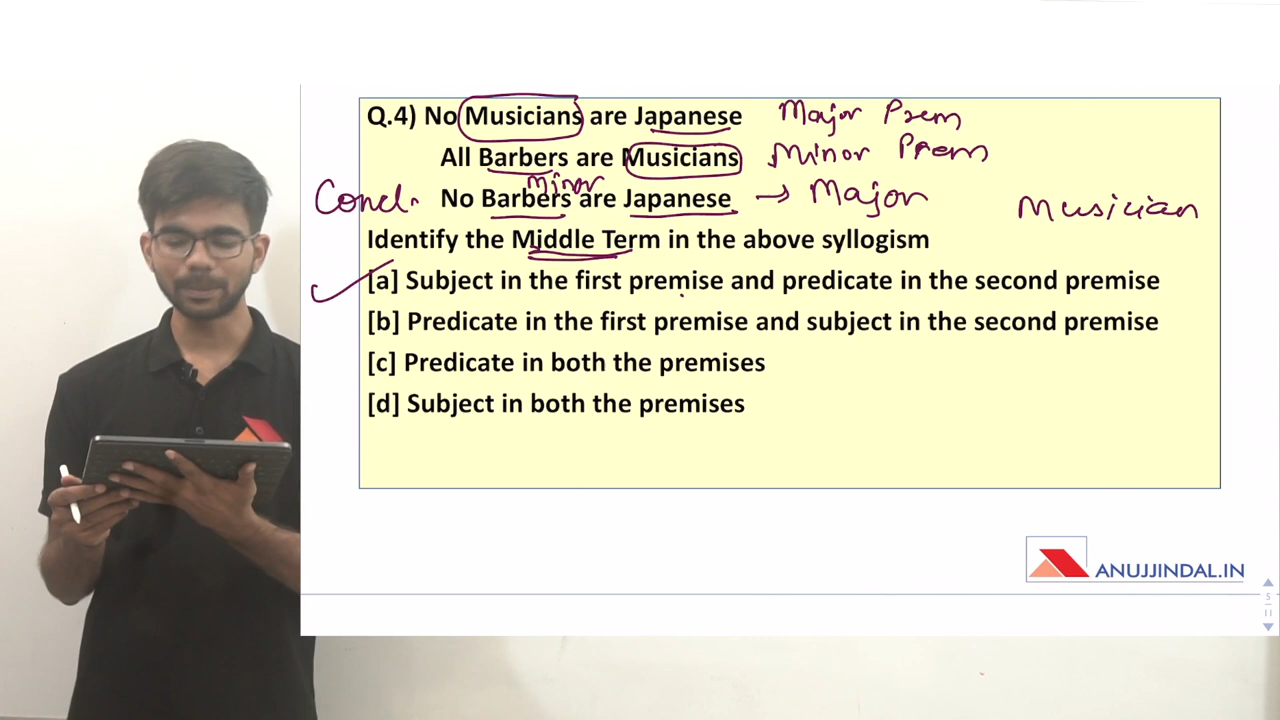 Q.4) No Musicians are Japanese Major Prem
All Barbers are Musicians Minor Prem
minor
Concl. No Barbers are Japanese → Major
Musician
Identify the Middle Term in the above syllogism
[a] Subject in the first premise and predicate in the second premise
[b] Predicate in the first premise and subject in the second premise
[c] Predicate in both the premises
[d] Subject in both the premises
ANUJJINDAL.IN
5
11